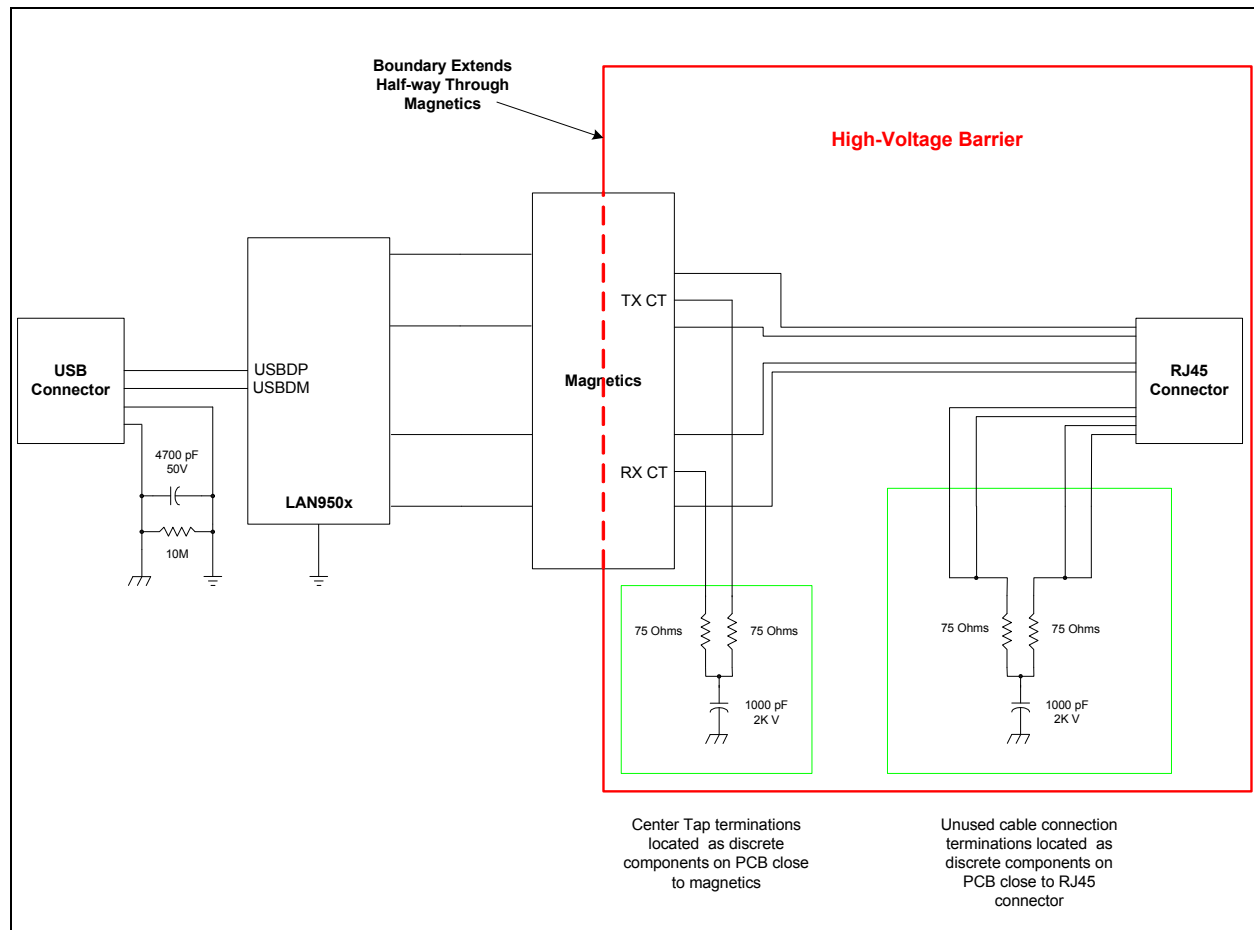 Boundary Extends
Half-way Through
Magnetics
High-Voltage Barrier
TX CT
USB
Connector
USBDP
USBDM
Magnetics
RJ45
Connector
4700 pF
50V
RX CT
LAN950x
10M
75 Ohms
75 Ohms
75 Ohms
75 Ohms
1000 pF
2K V
1000 pF
2K V
Center Tap terminations
located as discrete
components on PCB close
to magnetics
Unused cable connection
terminations located as
discrete components on
PCB close to RJ45
connector